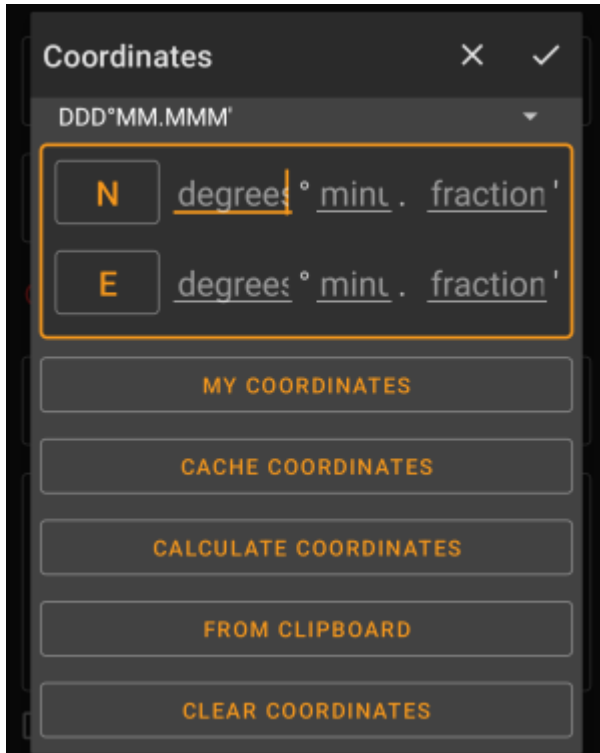 Coordinates
DDD°MM.MMM'
N degrees ° minu . fraction '
E degrees ° minu . fraction '
MY COORDINATES
CACHE COORDINATES
CALCULATE COORDINATES
FROM CLIPBOARD
CLEAR COORDINATES